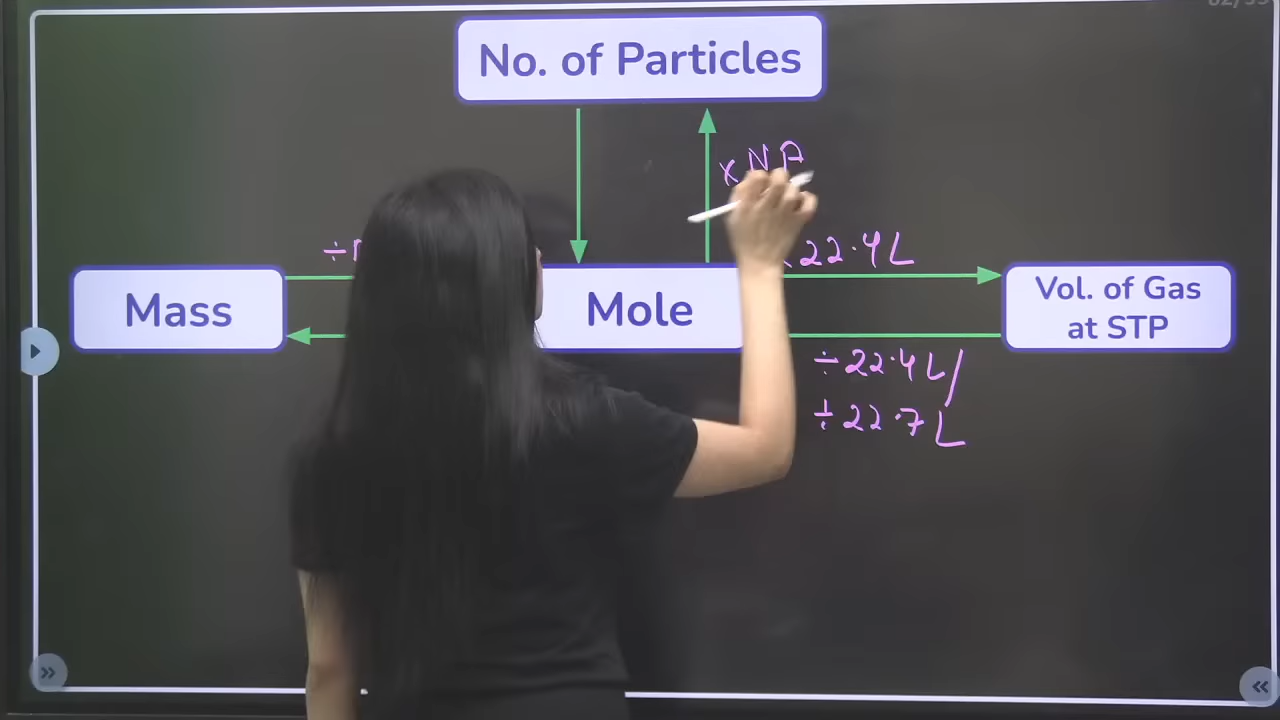 No. of Particles
×NA
÷
22.4L
Mass
Mole
Vol. of Gas
at STP
÷22.4L/
÷22.7L